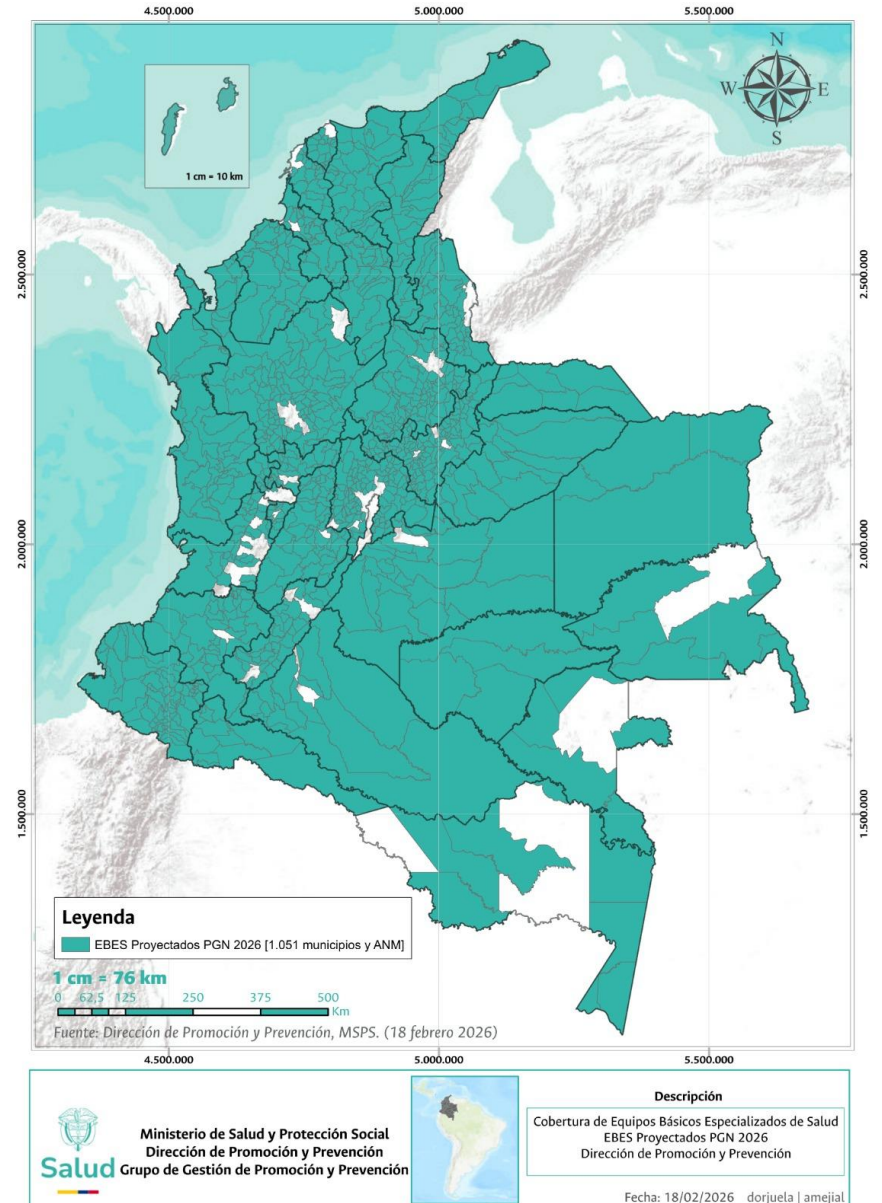 4.500.000
5.000.000
5.500.000
N
W
E
S
1 cm = 10 km
2.500.000
2.500.000
2.000.000
2.000.000
1.500.000
1.500.000
Leyenda
EBES Proyectados PGN 2026 [1.051 municipios y ANM]
1 cm = 76 km
0 62,5 125 250 375 500
Km
Fuente: Dirección de Promoción y Prevención, MSPS. (18 febrero 2026)
4.500.000
5.000.000
5.500.000
Salud
Ministerio de Salud y Protección Social
Dirección de Promoción y Prevención
Grupo de Gestión de Promoción y Prevención
Descripción
Cobertura de Equipos Básicos Especializados de Salud
EBES Proyectados PGN 2026
Dirección de Promoción y Prevención
Fecha: 18/02/2026 dorjuela | amejial